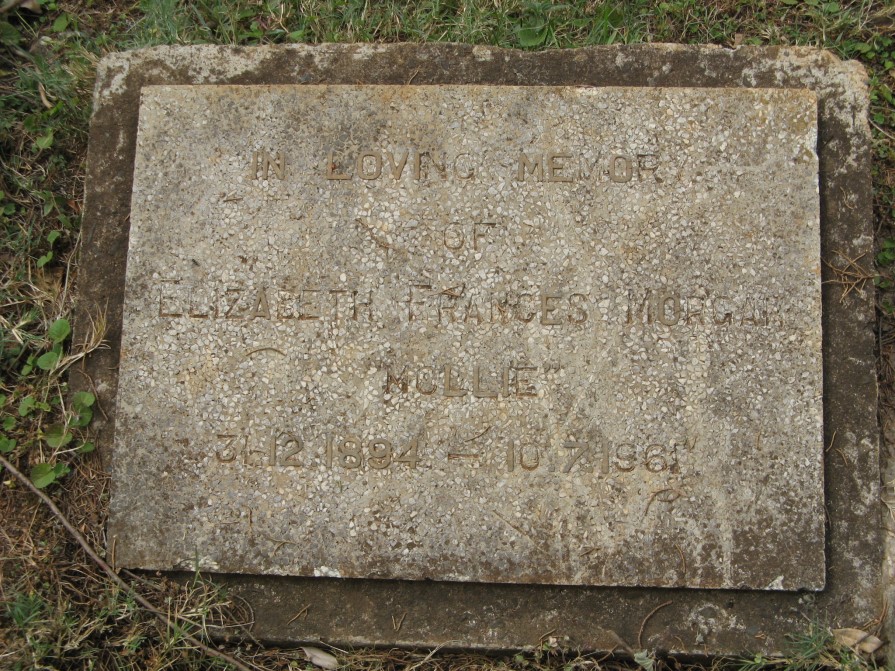 IN LOVING MEMORY
OF
ELIZABETH FRANCES MORGAN
"MOLLIE"
31.12.1894 — 10.7.1961